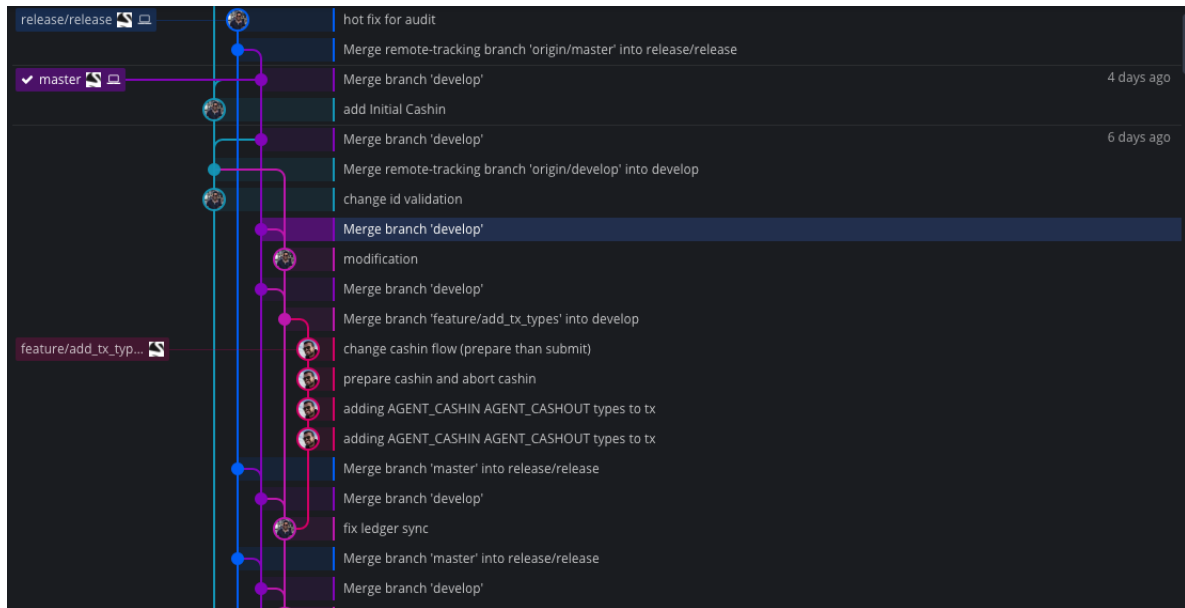 release/release hot fix for audit
Merge remote-tracking branch 'origin/master' into release/release
master Merge branch 'develop' 4 days ago
add Initial Cashin
Merge branch 'develop' 6 days ago
Merge remote-tracking branch 'origin/develop' into develop
change id validation
Merge branch 'develop'
modification
Merge branch 'develop'
Merge branch 'feature/add_tx_types' into develop
feature/add_tx_typ... change cashin flow (prepare than submit)
prepare cashin and abort cashin
adding AGENT_CASHIN AGENT_CASHOUT types to tx
adding AGENT_CASHIN AGENT_CASHOUT types to tx
Merge branch 'master' into release/release
Merge branch 'develop'
fix ledger sync
Merge branch 'master' into release/release
Merge branch 'develop'